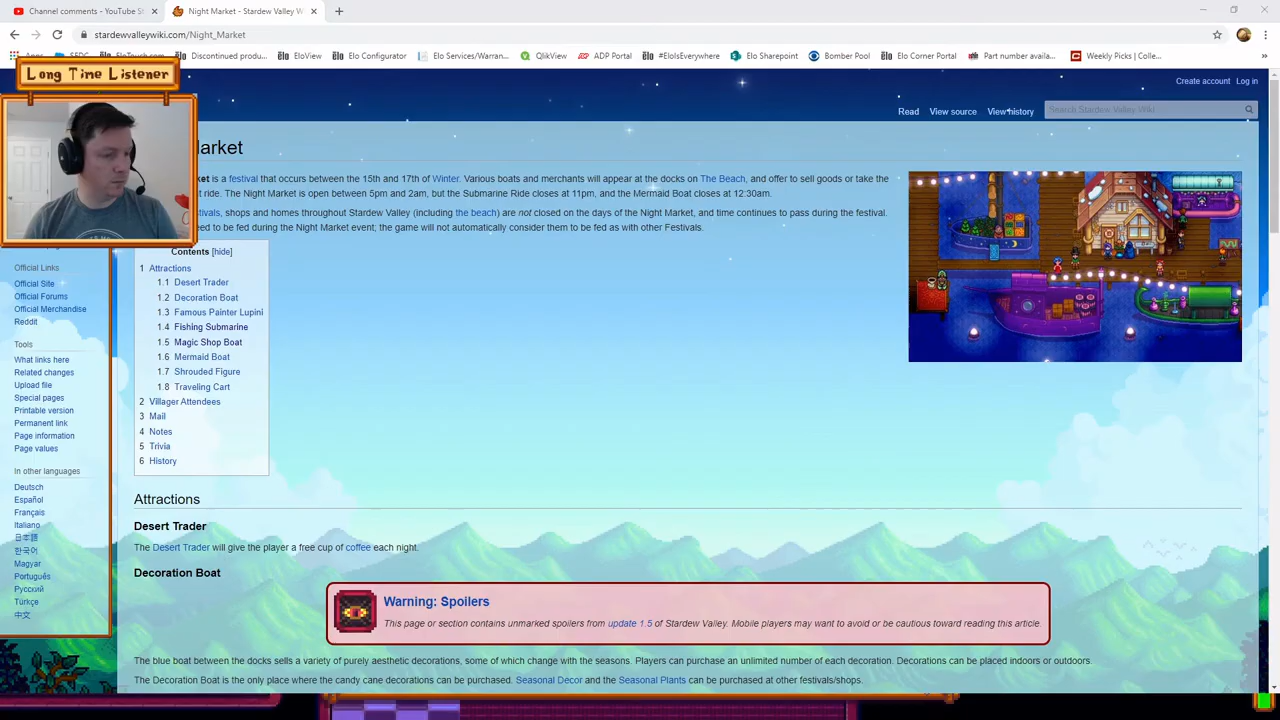 Channel comments - YouTube St
Night Market - Stardew Valley W
stardewvalleywiki.com/Night_Market
Apps
SFDC
EloTouch.com
Discontinued produ...
EloView
Elo Configurator
Elo Services/Warran...
QlikView
ADP Portal
#EloIsEverywhere
Elo Sharepoint
Bomber Pool
Elo Corner Portal
Part number availa...
Weekly Picks | Colle...
Long Time Listener
Create account Log in
Read View source View history Search Stardew Valley Wiki
Market
rket is a festival that occurs between the 15th and 17th of Winter. Various boats and merchants will appear at the docks on The Beach, and offer to sell goods or take the
t ride. The Night Market is open between 5pm and 2am, but the Submarine Ride closes at 11pm, and the Mermaid Boat closes at 12:30am.
tivals, shops and homes throughout Stardew Valley (including the beach) are not closed on the days of the Night Market, and time continues to pass during the festival.
eed to be fed during the Night Market event; the game will not automatically consider them to be fed as with other Festivals.
Contents [hide]
1 Attractions
1.1 Desert Trader
1.2 Decoration Boat
1.3 Famous Painter Lupini
1.4 Fishing Submarine
1.5 Magic Shop Boat
1.6 Mermaid Boat
1.7 Shrouded Figure
1.8 Traveling Cart
2 Villager Attendees
3 Mail
4 Notes
5 Trivia
6 History
Official Links
Official Site
Official Forums
Official Merchandise
Reddit
Tools
What links here
Related changes
Upload file
Special pages
Printable version
Permanent link
Page information
Page values
In other languages
Deutsch
Español
Français
Italiano
日本語
한국어
Magyar
Português
Русский
Türkçe
中文
Attractions
Desert Trader
The Desert Trader will give the player a free cup of coffee each night.
Decoration Boat
Warning: Spoilers
This page or section contains unmarked spoilers from update 1.5 of Stardew Valley. Mobile players may want to avoid or be cautious toward reading this article.
The blue boat between the docks sells a variety of purely aesthetic decorations, some of which change with the seasons. Players can purchase an unlimited number of each decoration. Decorations can be placed indoors or outdoors.
The Decoration Boat is the only place where the candy cane decorations can be purchased. Seasonal Decor and the Seasonal Plants can be purchased at other festivals/shops.